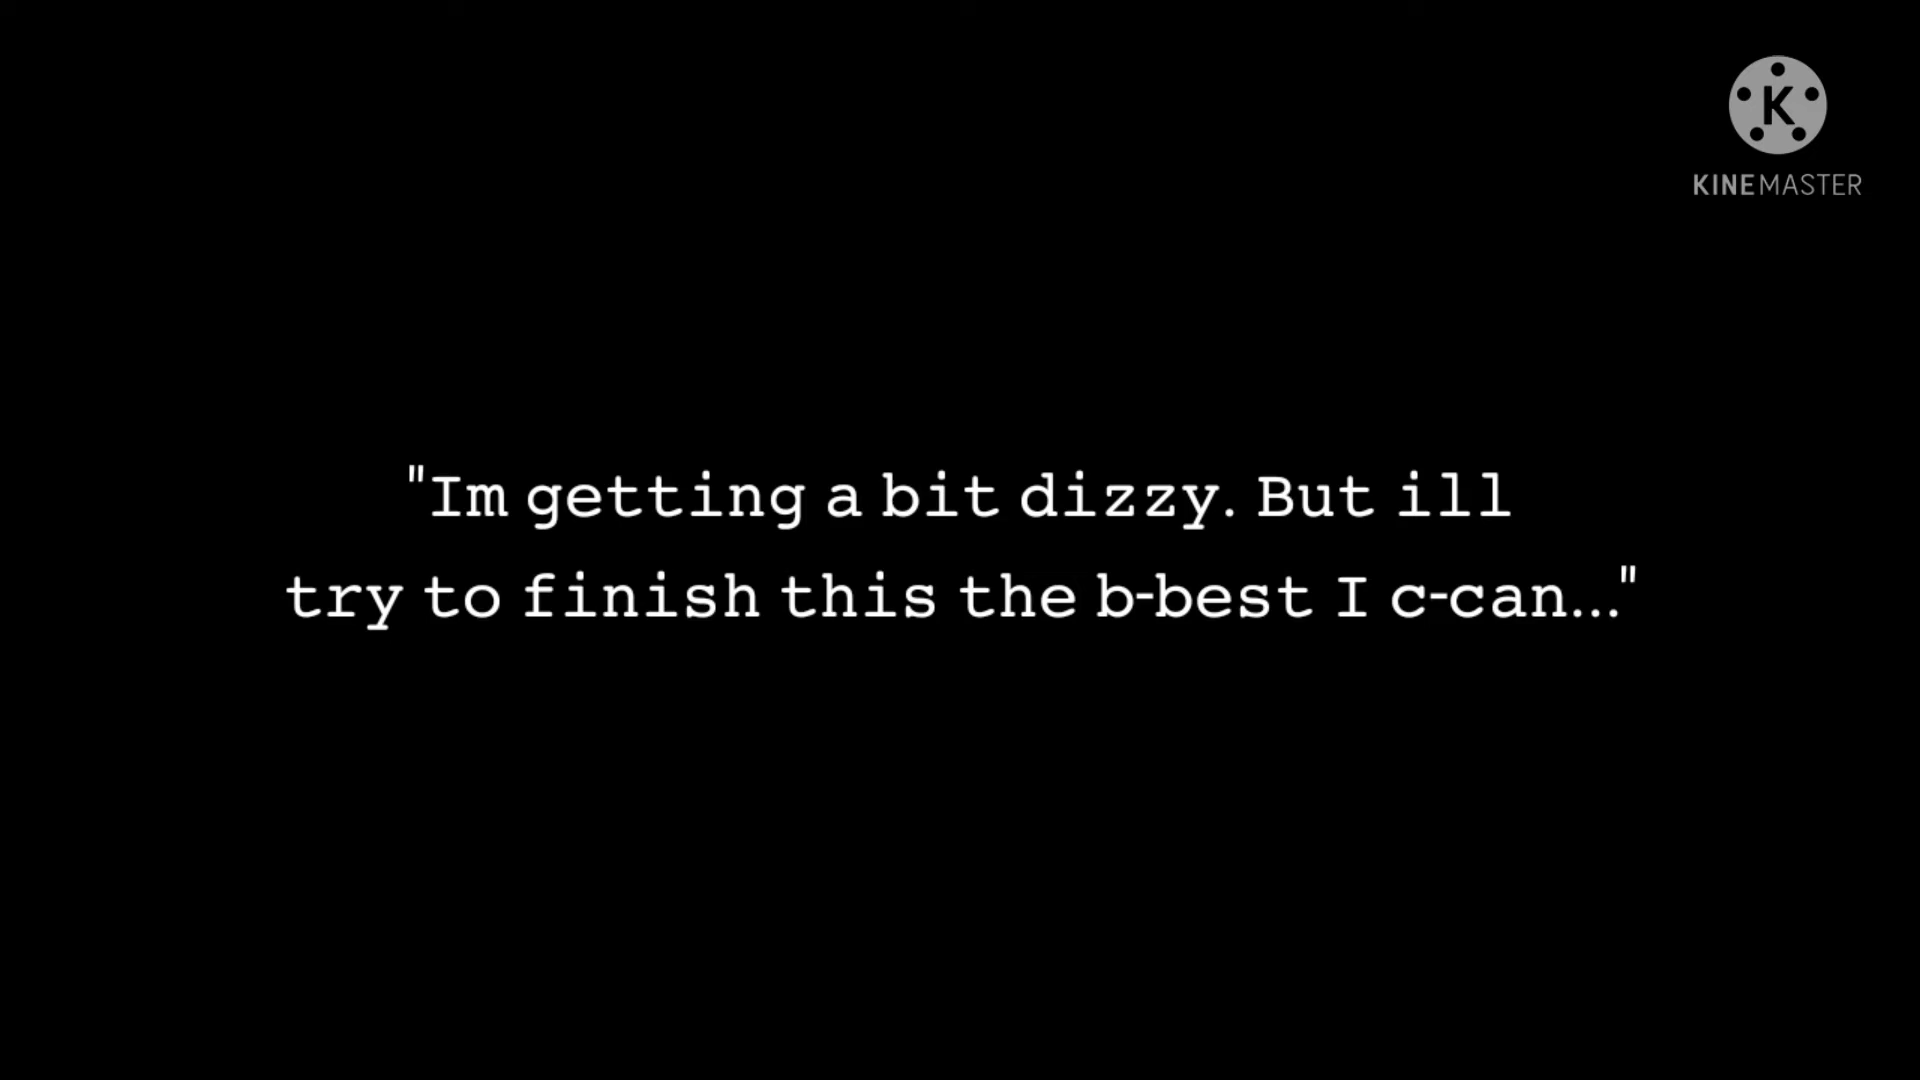 K
KINEMASTER
"Im getting a bit dizzy. But ill
try to finish this the b-best I c-can..."